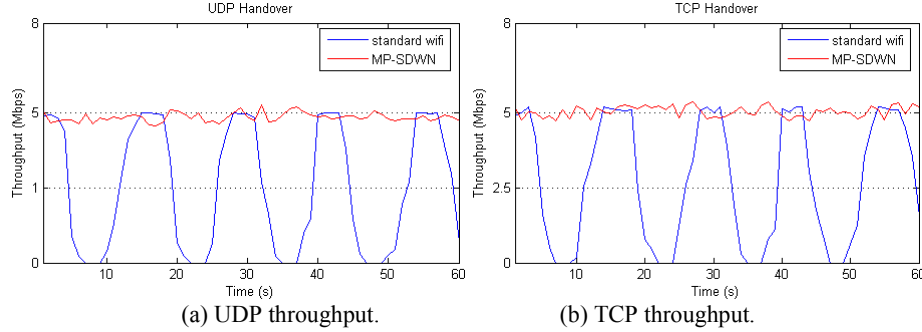 UDP Handover
8
5
1
0
Throughput (Mbps)
standard wifi
MP-SDWN
10
20
30
40
50
60
Time (s)
(a) UDP throughput.
TCP Handover
8
5
2.5
0
Throughput (Mbps)
standard wifi
MP-SDWN
10
20
30
40
50
60
Time (s)
(b) TCP throughput.